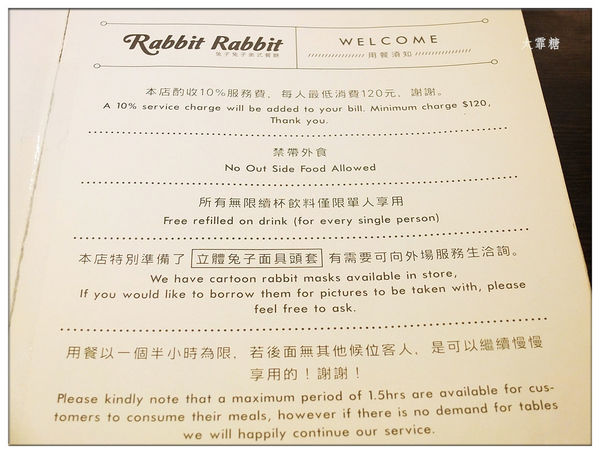 Rabbit Rabbit
兔子兔子美式餐廳
WELCOME
用餐須知
大霏糖
本店酌收10%服務費，每人最低消費120元，謝謝。
A 10% service charge will be added to your bill. Minimum charge $120,
Thank you.
禁帶外食
No Out Side Food Allowed
所有無限續杯飲料僅限單人享用
Free refilled on drink (for every single person)
本店特別準備了 立體兔子面具頭套 有需要可向外場服務生洽詢。
We have cartoon rabbit masks available in store,
If you would like to borrow them for pictures to be taken with, please
feel free to ask.
用餐以一個半小時為限，若後面無其他候位客人，是可以繼續慢慢
享用的！謝謝！
Please kindly note that a maximum period of 1.5hrs are available for cus-
tomers to consume their meals, however if there is no demand for tables
we will happily continue our service.